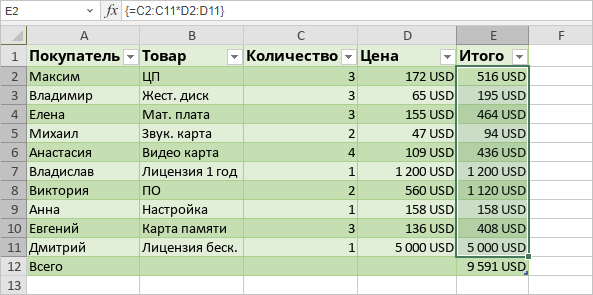 E2 fx {=C2:C11*D2:D11}
A B C D E F
1 Покупатель Товар Количество Цена Итого
2 Максим ЦП 3 172 USD 516 USD
3 Владимир Жест. диск 3 65 USD 195 USD
4 Елена Мат. плата 3 155 USD 464 USD
5 Михаил Звук. карта 2 47 USD 94 USD
6 Анастасия Видео карта 4 109 USD 436 USD
7 Владислав Лицензия 1 год 1 1 200 USD 1 200 USD
8 Виктория ПО 2 560 USD 1 120 USD
9 Анна Настройка 1 158 USD 158 USD
10 Евгений Карта памяти 3 136 USD 408 USD
11 Дмитрий Лицензия беск. 1 5 000 USD 5 000 USD
12 Всего 9 591 USD
13